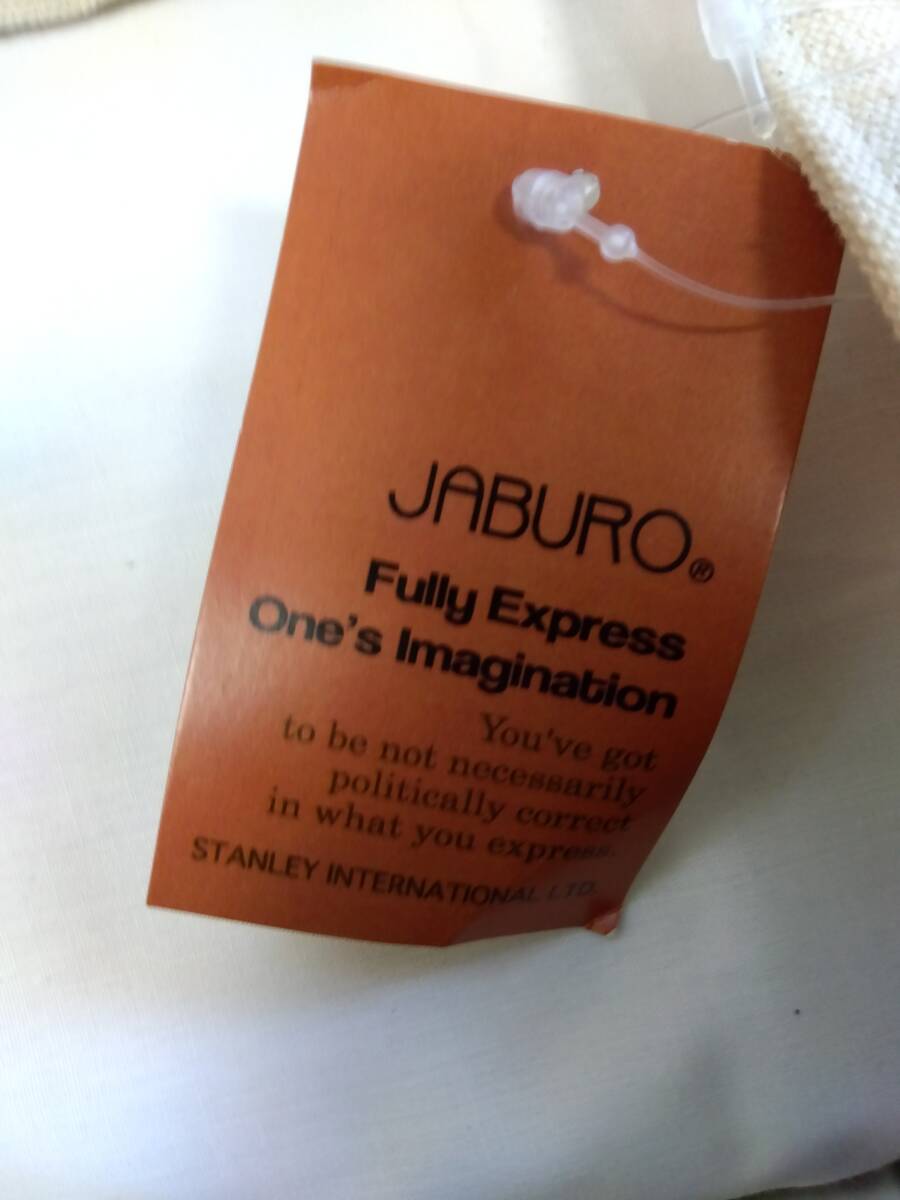 JABURO®
Fully Express
One's Imagination
You've got
to be not necessarily
politically correct
in what you express.
STANLEY INTERNATIONAL LTD.